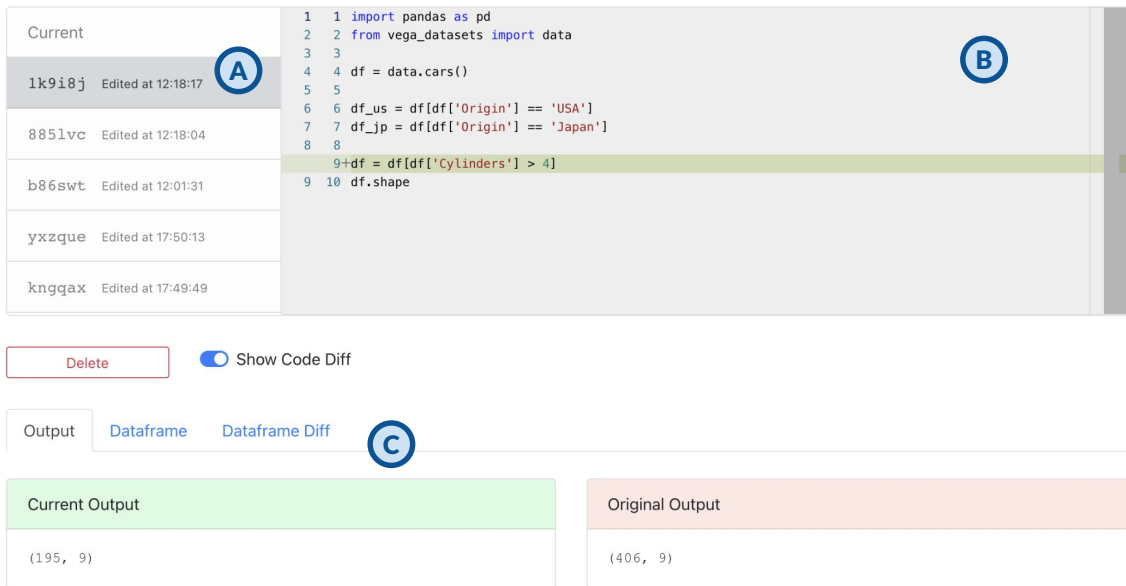 Current
1k9i8j Edited at 12:18:17
885lvc Edited at 12:18:04
b86swt Edited at 12:01:31
yxzque Edited at 17:50:13
kngqax Edited at 17:49:49
A
1 1 import pandas as pd
2 2 from vega_datasets import data
3 3
4 4 df = data.cars()
5 5
6 6 df_us = df[df['Origin'] == 'USA']
7 7 df_jp = df[df['Origin'] == 'Japan']
8 8
9+df = df[df['Cylinders'] > 4]
9 10 df.shape
B
Delete
Show Code Diff
Output Dataframe Dataframe Diff
C
Current Output
(195, 9)
Original Output
(406, 9)